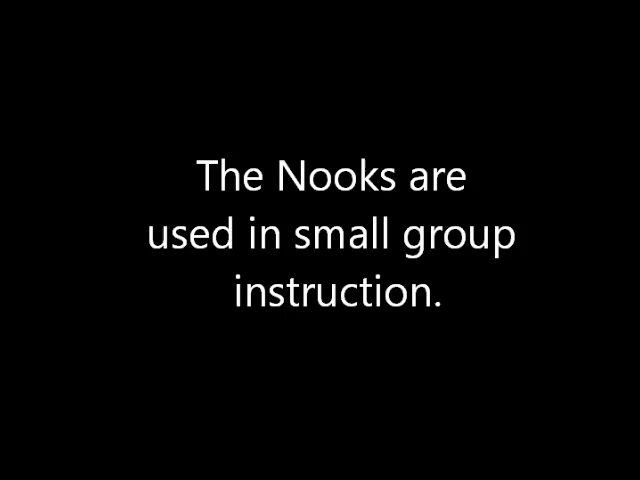 The Nooks are
used in small group
instruction.